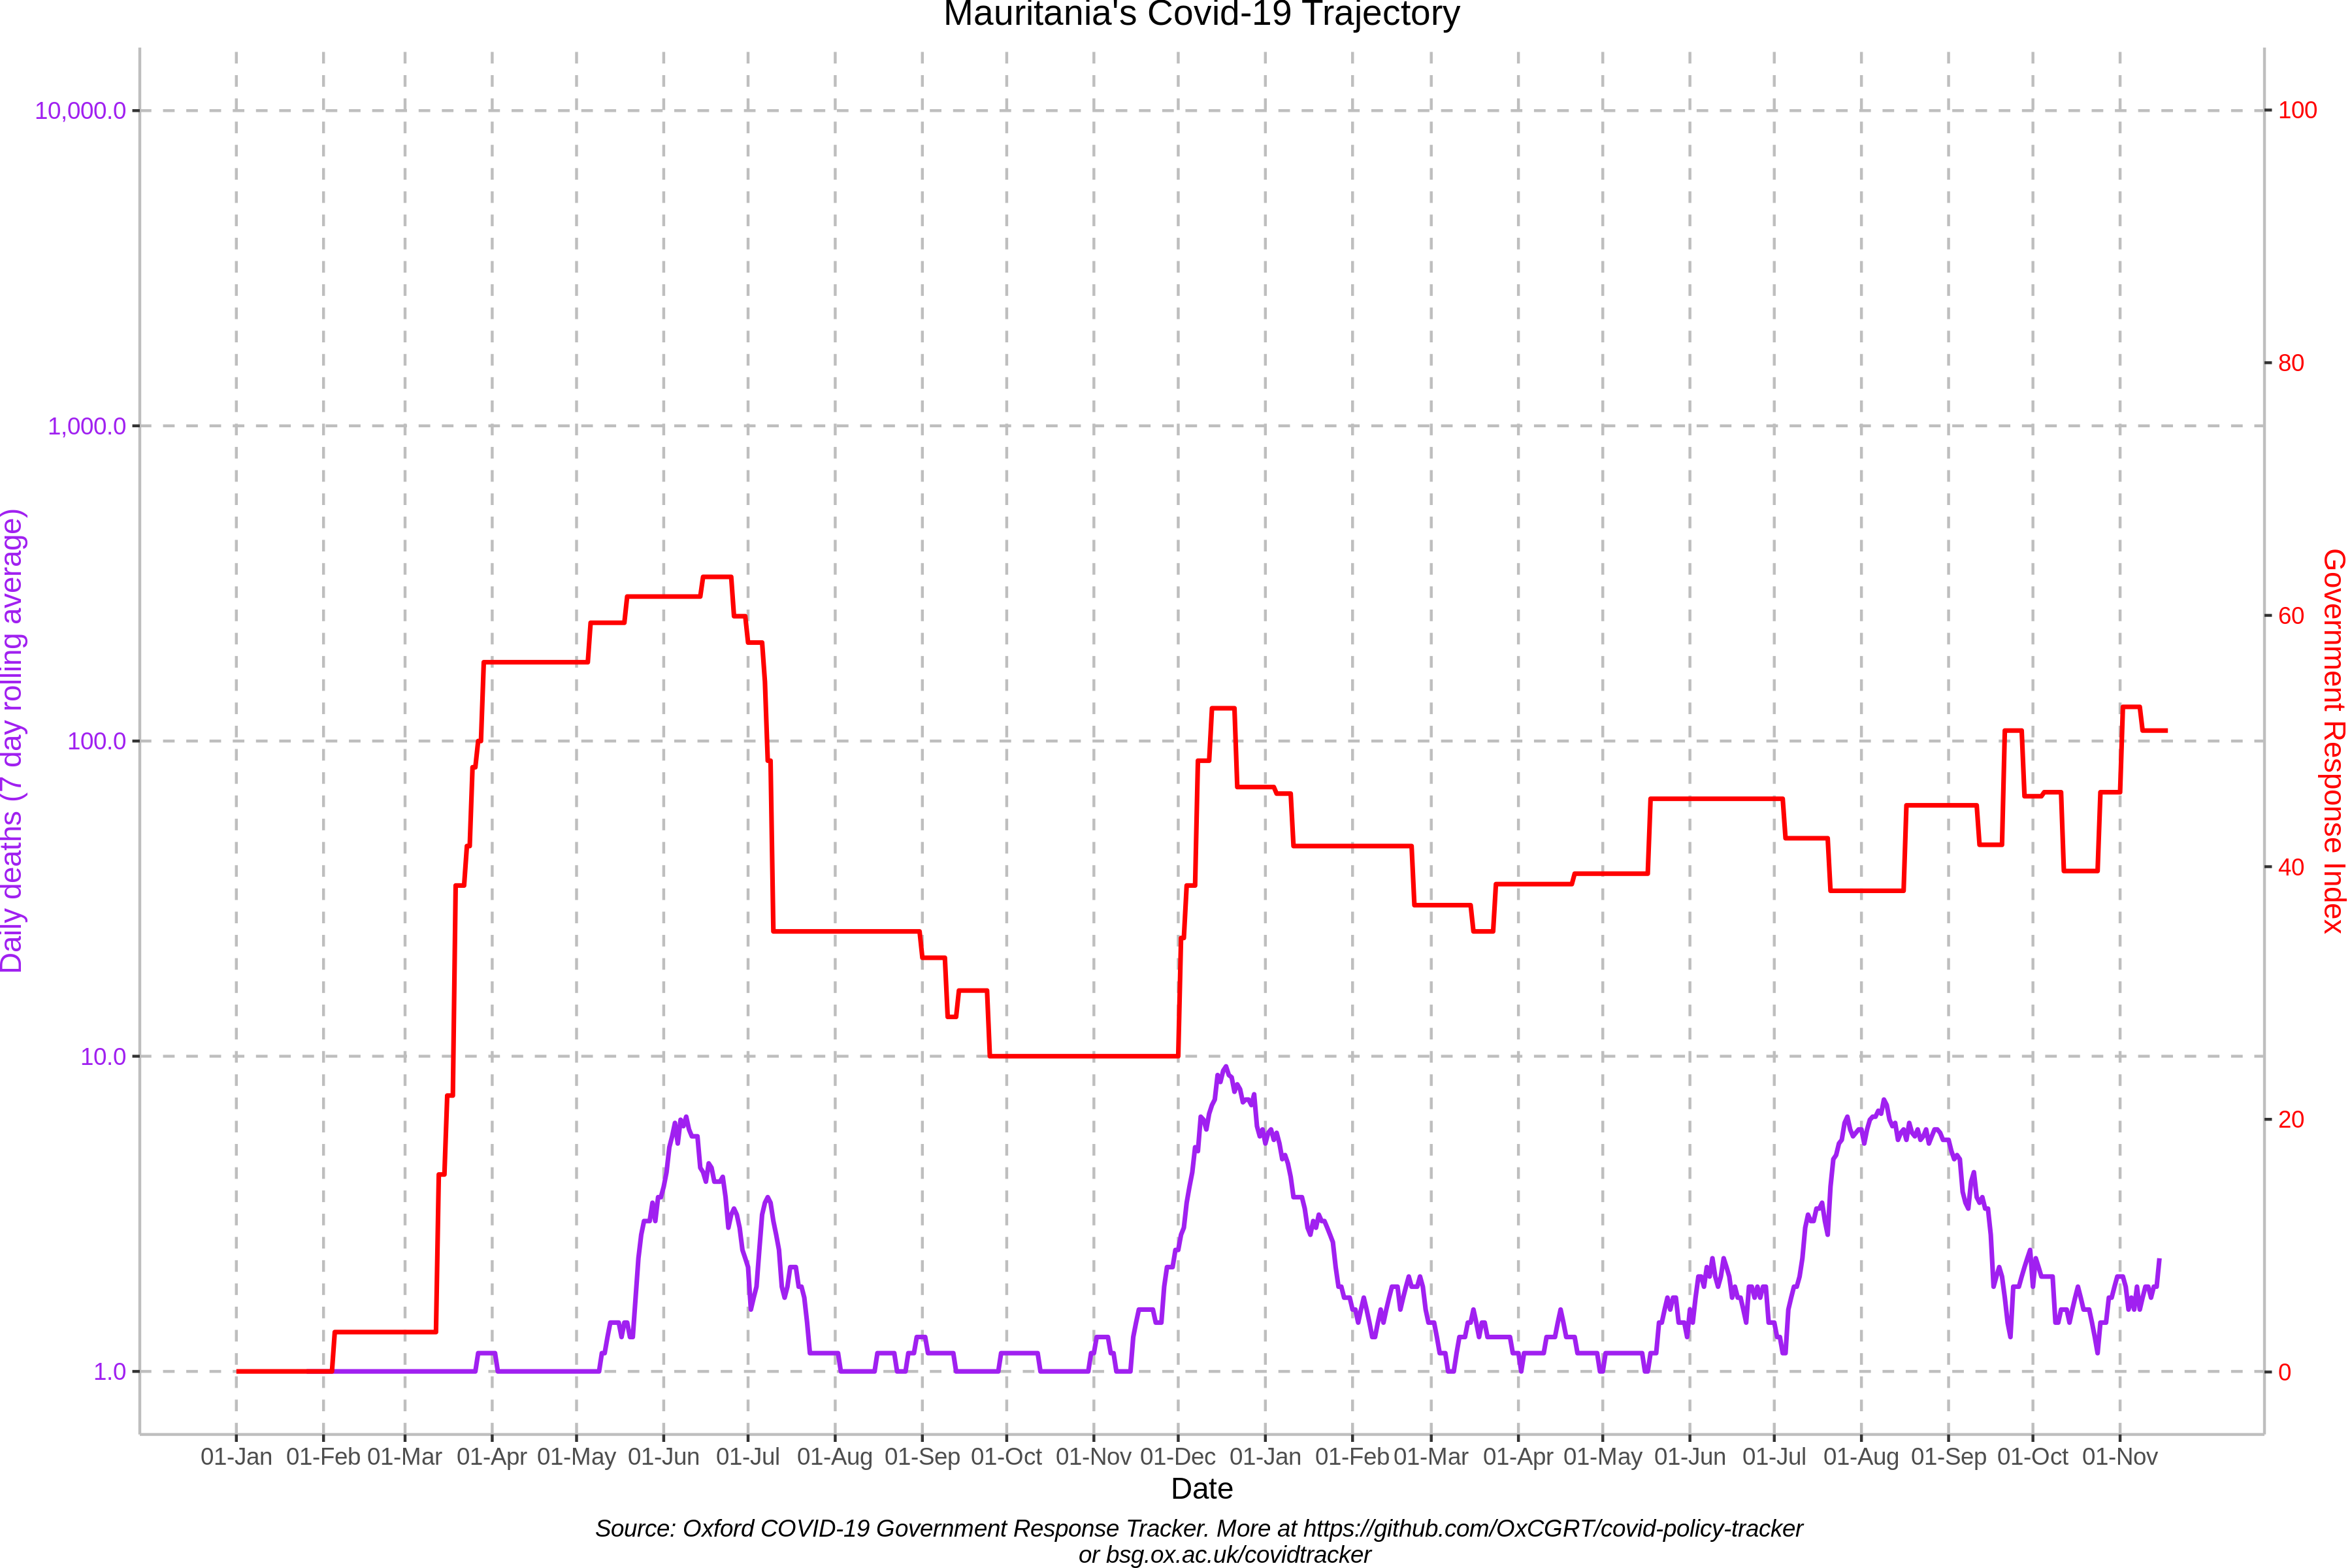 Mauritania's Covid-19 Trajectory
10,000.0
1,000.0
100.0
10.0
1.0
Daily deaths (7 day rolling average)
100
80
60
40
20
0
Government Response Index
01-Jan 01-Feb 01-Mar 01-Apr 01-May 01-Jun 01-Jul 01-Aug 01-Sep 01-Oct 01-Nov 01-Dec 01-Jan 01-Feb 01-Mar 01-Apr 01-May 01-Jun 01-Jul 01-Aug 01-Sep 01-Oct 01-Nov
Date
Source: Oxford COVID-19 Government Response Tracker. More at https://github.com/OxCGRT/covid-policy-tracker
or bsg.ox.ac.uk/covidtracker